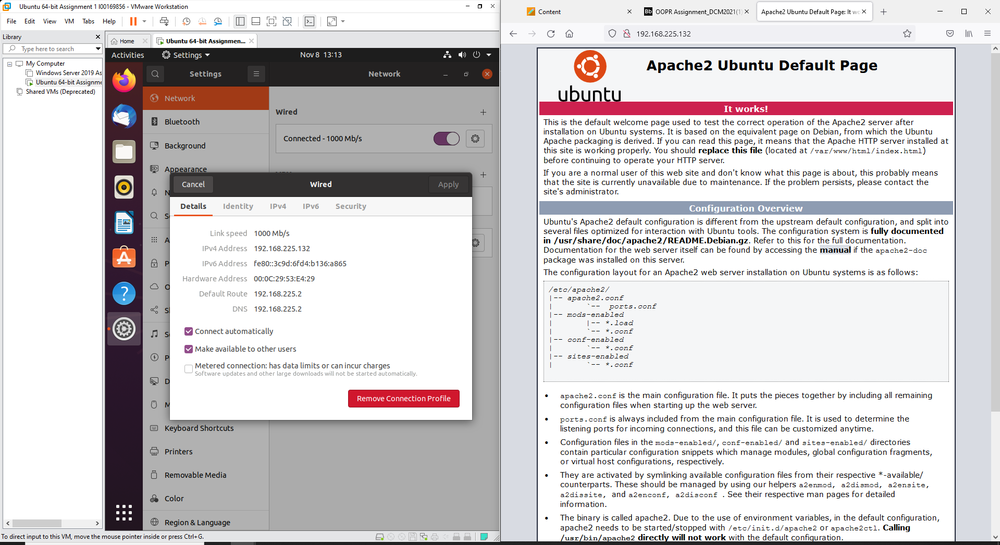 Ubuntu 64-bit Assignment 1 I00169856 - VMware Workstation
File Edit View VM Tabs Help
Library
Type here to search
My Computer
Windows Server 2019 As
Ubuntu 64-bit Assignme
Shared VMs (Deprecated)
Home
Ubuntu 64-bit Assignmen...
Activities
Settings
Nov 8 13:13
Settings
Network
Network
Bluetooth
Background
Appearance
Wired
Connected - 1000 Mb/s
Cancel
Wired
Apply
Details Identity IPv4 IPv6 Security
Link speed 1000 Mb/s
IPv4 Address 192.168.225.132
IPv6 Address fe80::3c9d:6fd4:b136:a865
Hardware Address 00:0C:29:53:E4:29
Default Route 192.168.225.2
DNS 192.168.225.2
Connect automatically
Make available to other users
Metered connection: has data limits or can incur charges
Software updates and other large downloads will not be started automatically.
Remove Connection Profile
Keyboard Shortcuts
Printers
Removable Media
Color
Region & Language
To direct input to this VM, move the mouse pointer inside or press Ctrl+G.
Content
Bb OOPR Assignment_DCM2021(1)
Apache2 Ubuntu Default Page: It wo
192.168.225.132
ubuntu
Apache2 Ubuntu Default Page
It works!
This is the default welcome page used to test the correct operation of the Apache2 server after
installation on Ubuntu systems. It is based on the equivalent page on Debian, from which the Ubuntu
Apache packaging is derived. If you can read this page, it means that the Apache HTTP server installed at
this site is working properly. You should replace this file (located at /var/www/html/index.html)
before continuing to operate your HTTP server.
If you are a normal user of this web site and don't know what this page is about, this probably means
that the site is currently unavailable due to maintenance. If the problem persists, please contact the
site's administrator.
Configuration Overview
Ubuntu's Apache2 default configuration is different from the upstream default configuration, and split into
several files optimized for interaction with Ubuntu tools. The configuration system is fully documented
in /usr/share/doc/apache2/README.Debian.gz. Refer to this for the full documentation.
Documentation for the web server itself can be found by accessing the manual if the apache2-doc
package was installed on this server.
The configuration layout for an Apache2 web server installation on Ubuntu systems is as follows:
/etc/apache2/
|-- apache2.conf
|       `--  ports.conf
|-- mods-enabled
|       |-- *.load
|       `-- *.conf
|-- conf-enabled
|       `-- *.conf
|-- sites-enabled
|       `-- *.conf
• apache2.conf is the main configuration file. It puts the pieces together by including all remaining
configuration files when starting up the web server.
• ports.conf is always included from the main configuration file. It is used to determine the
listening ports for incoming connections, and this file can be customized anytime.
• Configuration files in the mods-enabled/, conf-enabled/ and sites-enabled/ directories
contain particular configuration snippets which manage modules, global configuration fragments,
or virtual host configurations, respectively.
• They are activated by symlinking available configuration files from their respective *-available/
counterparts. These should be managed by using our helpers a2enmod, a2dismod, a2ensite,
a2dissite, and a2enconf, a2disconf . See their respective man pages for detailed
information.
• The binary is called apache2. Due to the use of environment variables, in the default configuration,
apache2 needs to be started/stopped with /etc/init.d/apache2 or apache2ctl. Calling
/usr/bin/apache2 directly will not work with the default configuration.